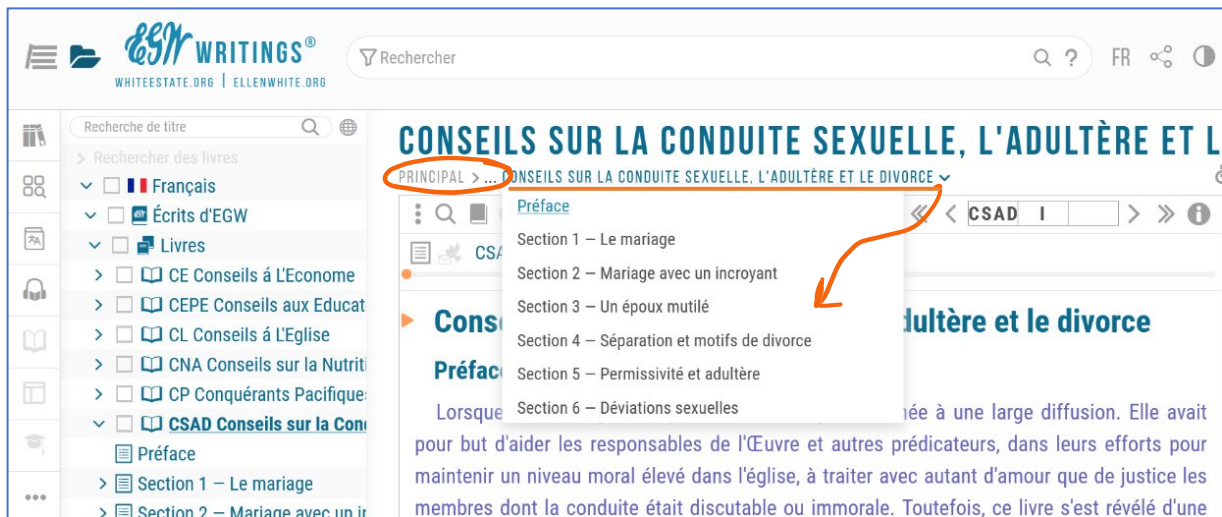 EGW WRITINGS®
WHITEESTATE.ORG | ELLENWHITE.ORG
Rechercher
?
FR
Recherche de titre
> Rechercher des livres
Français
Écrits d'EGW
Livres
CE Conseils á L'Econome
CEPE Conseils aux Educat
CL Conseils á L'Eglise
CNA Conseils sur la Nutriti
CP Conquérants Pacifique
CSAD Conseils sur la Con
Préface
Section 1 – Le mariage
Section 2 – Mariage avec un ir
CONSEILS SUR LA CONDUITE SEXUELLE, L'ADULTÈRE ET L
PRINCIPAL > ... CONSEILS SUR LA CONDUITE SEXUELLE, L'ADULTÈRE ET LE DIVORCE
CSAD I
CSA
Préface
Section 1 – Le mariage
Section 2 – Mariage avec un incroyant
Section 3 – Un époux mutilé
Section 4 – Séparation et motifs de divorce
Section 5 – Permissivité et adultère
Section 6 – Déviations sexuelles
Cons dultère et le divorce
Préfac
Lorsque née à une large diffusion. Elle avait
pour but d'aider les responsables de l'Œuvre et autres prédicateurs, dans leurs efforts pour
maintenir un niveau moral élevé dans l'église, à traiter avec autant d'amour que de justice les
membres dont la conduite était discutable ou immorale. Toutefois, ce livre s'est révélé d'une